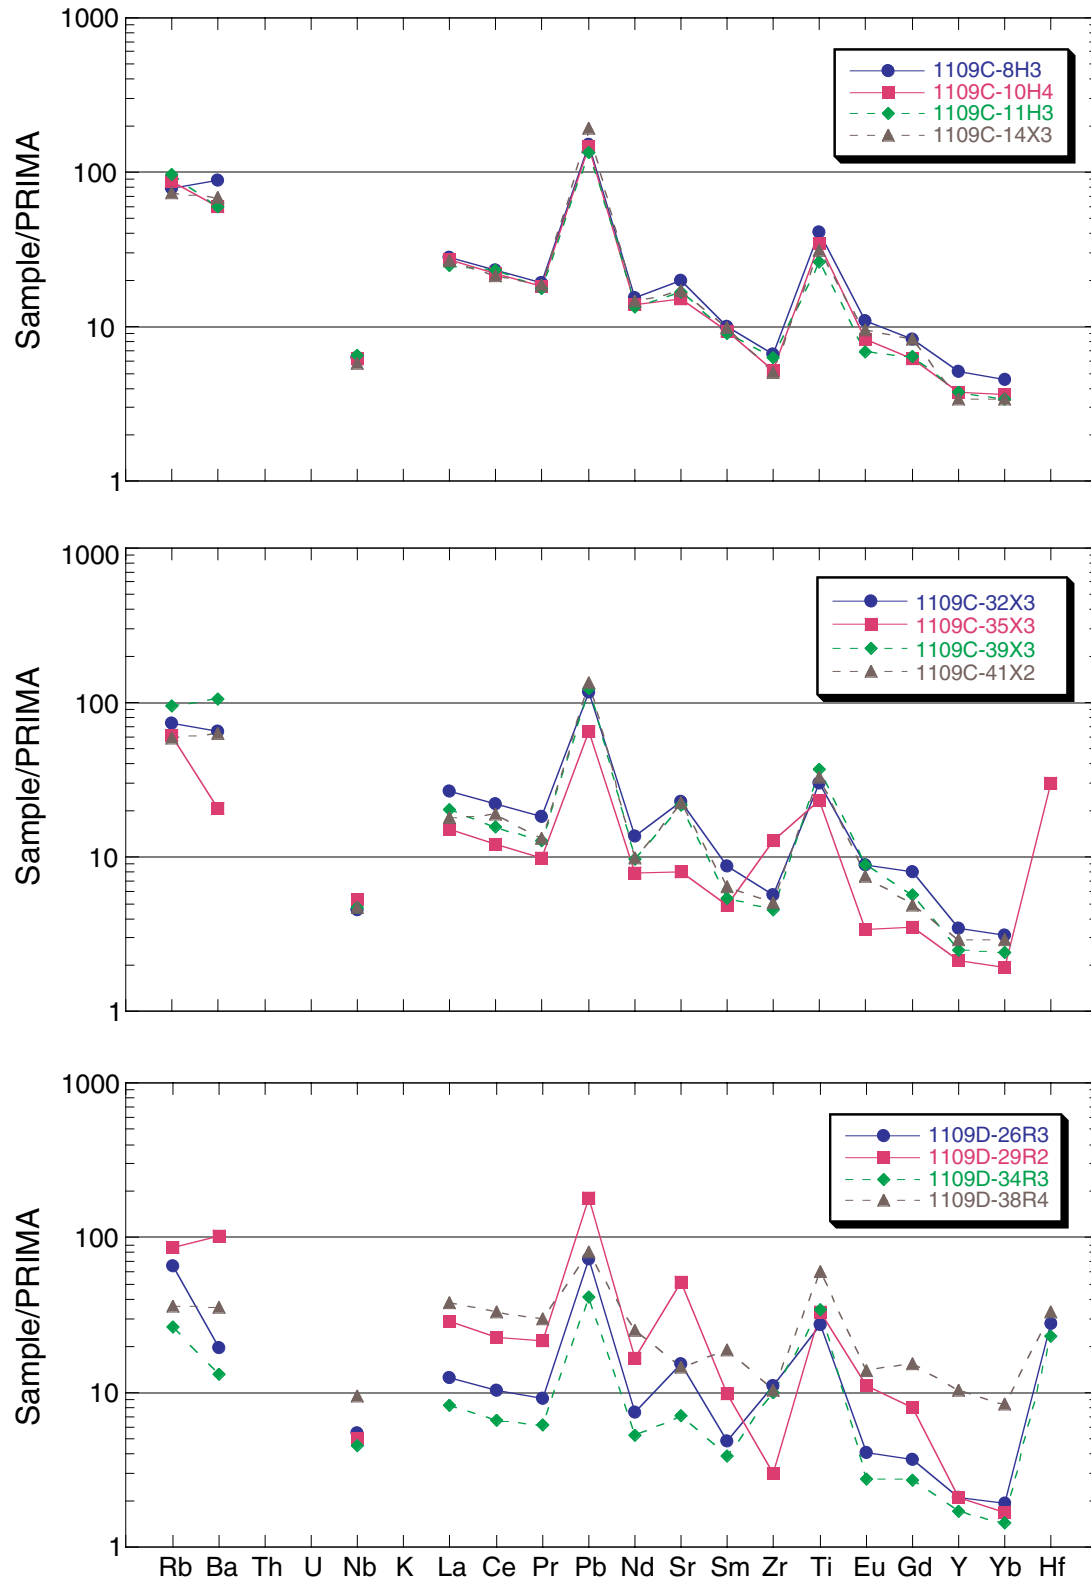 1000
100
10
1
Sample/PRIMA
1109C-8H3
1109C-10H4
1109C-11H3
1109C-14X3
1000
100
10
1
Sample/PRIMA
1109C-32X3
1109C-35X3
1109C-39X3
1109C-41X2
1000
100
10
1
Sample/PRIMA
1109D-26R3
1109D-29R2
1109D-34R3
1109D-38R4
Rb Ba Th U Nb K La Ce Pr Pb Nd Sr Sm Zr Ti Eu Gd Y Yb Hf